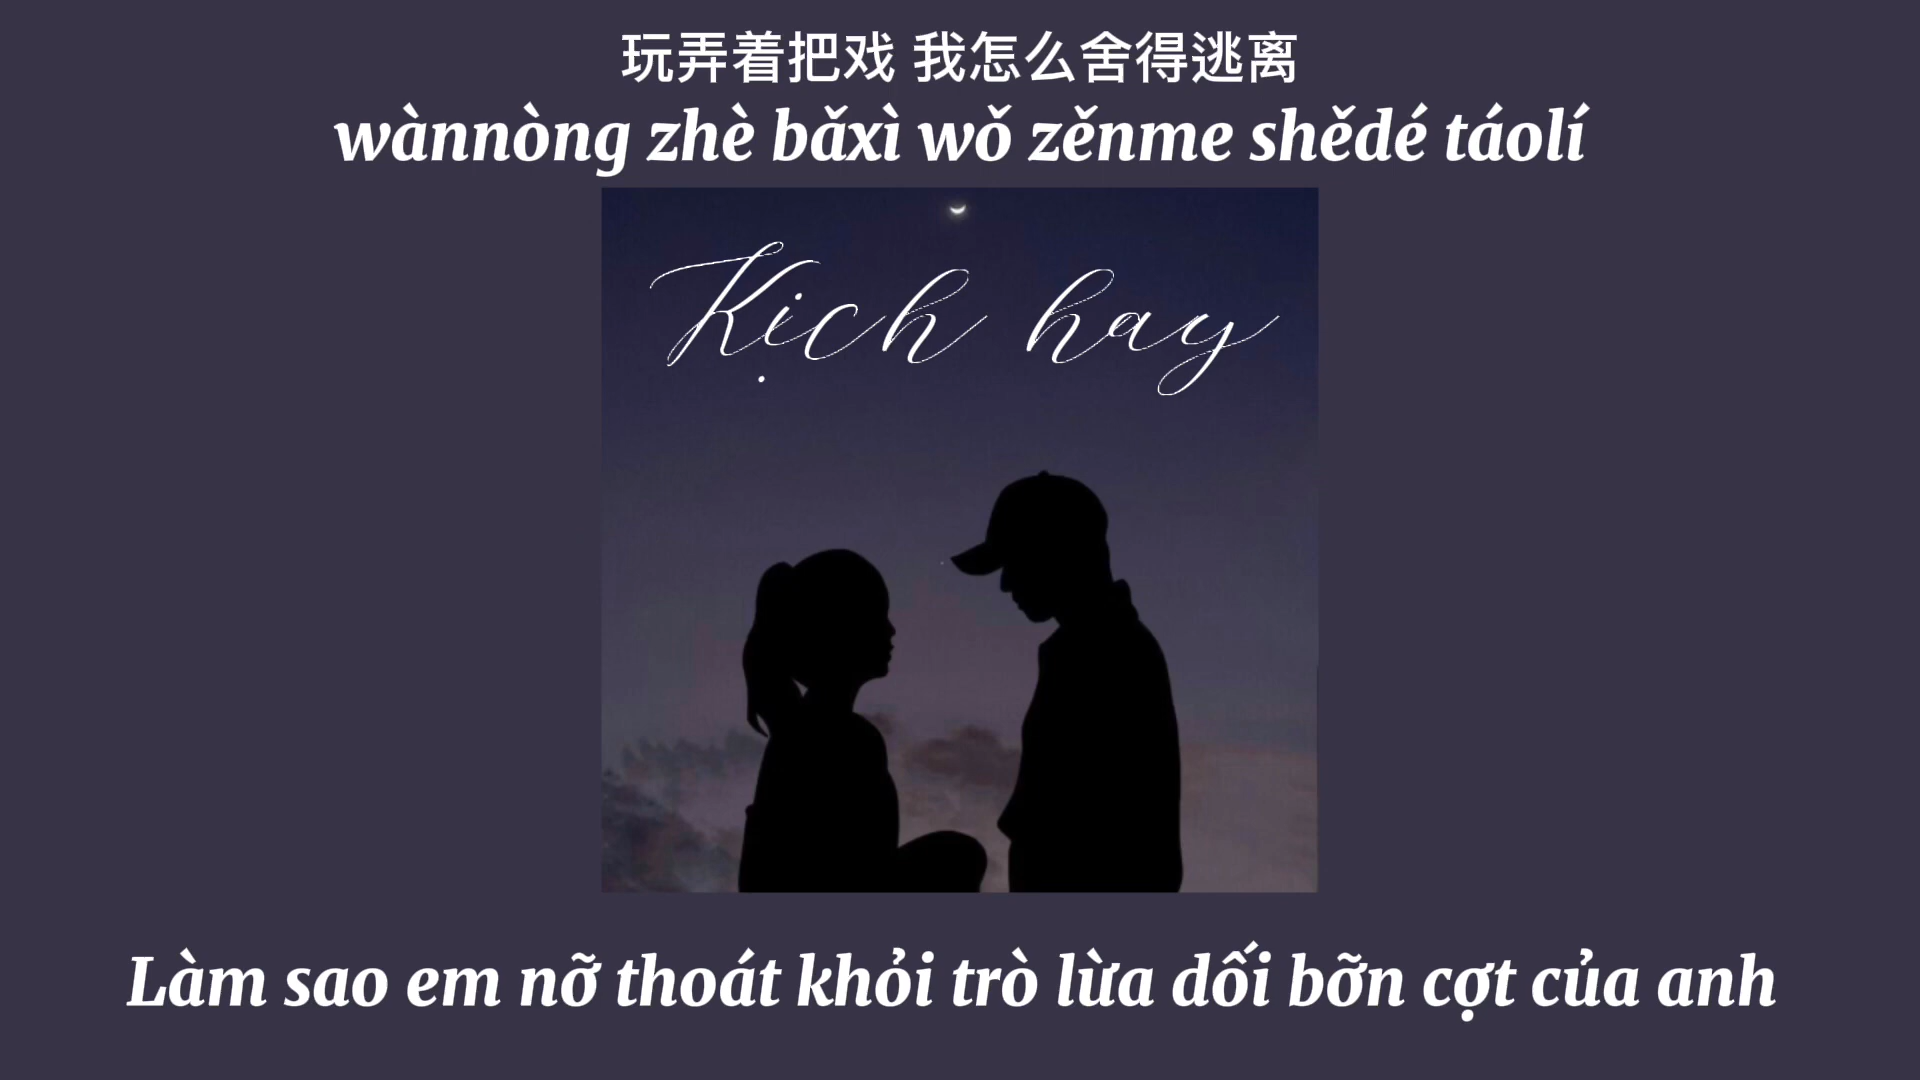 玩弄着把戏 我怎么舍得逃离
wànnòng zhè bǎxì wǒ zěnme shědé táolí
Kịch hay
Làm sao em nỡ thoát khỏi trò lừa dối bỡn cợt của anh